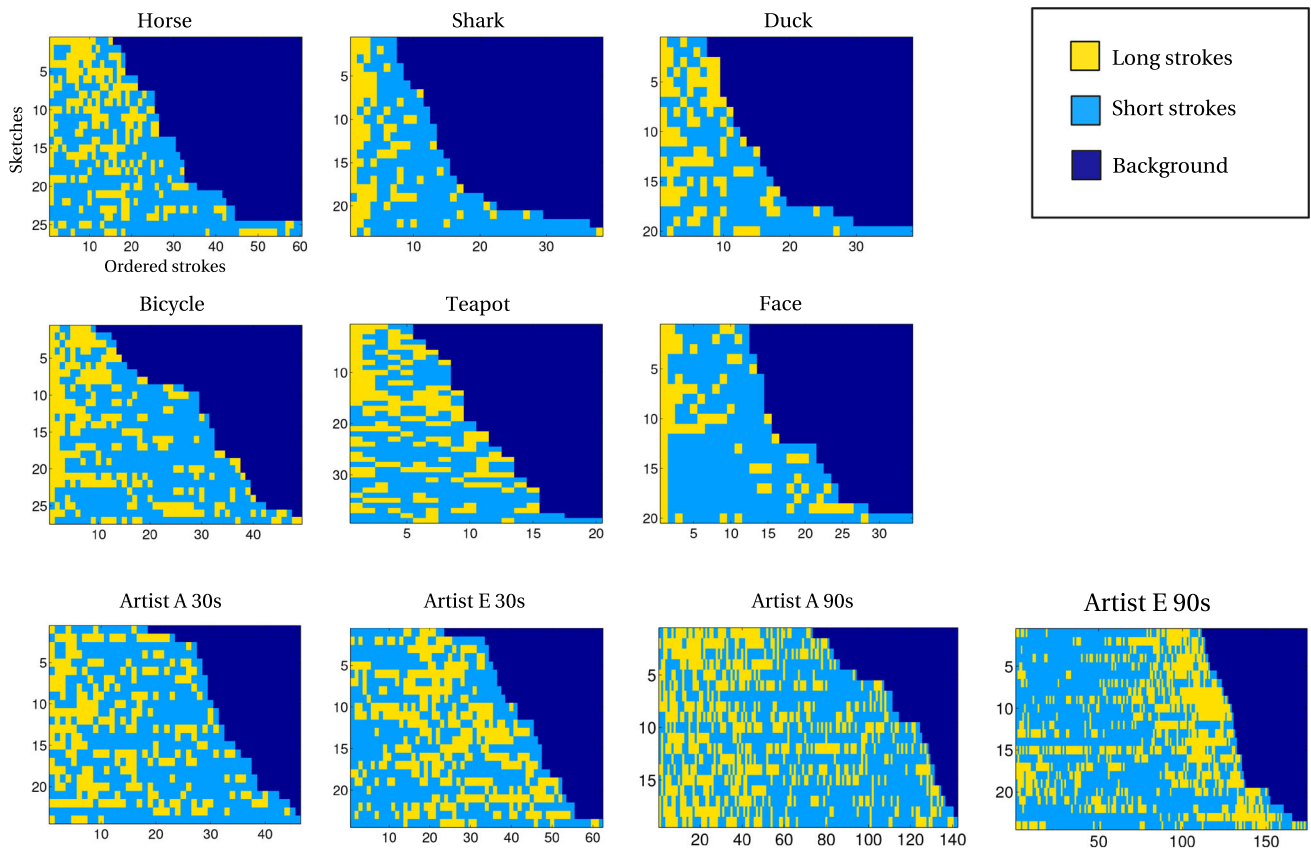 Horse
Shark
Duck
Long strokes
Short strokes
Background
Sketches
5
10
15
20
25
10 20 30 40 50 60
Ordered strokes
5
10
15
20
10 20 30
5
10
15
20
10 20 30
Bicycle
Teapot
Face
5
10
15
20
25
10 20 30 40
10
20
30
5 10 15 20
5
10
15
20
5 10 15 20 25 30
Artist A 30s
Artist E 30s
Artist A 90s
Artist E 90s
5
10
15
20
10 20 30 40
5
10
15
20
10 20 30 40 50 60
5
10
15
20 40 60 80 100 120 140
5
10
15
20
50 100 150